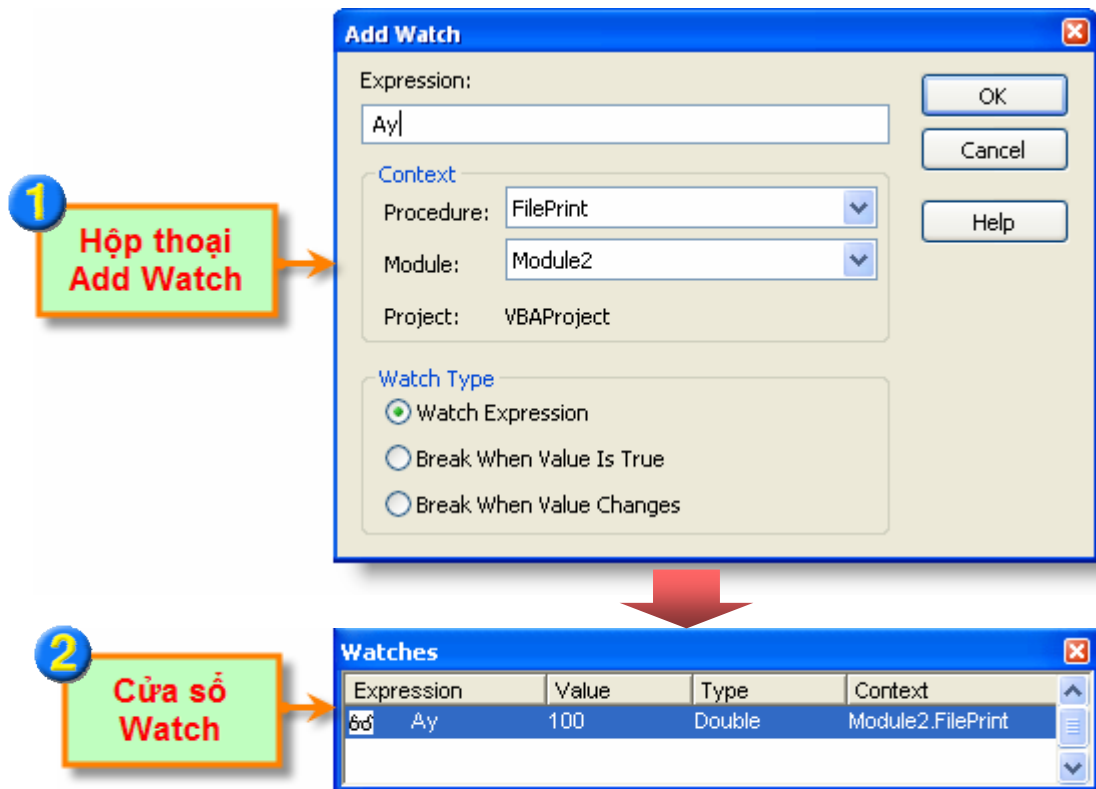 Add Watch
Expression:
Ay
OK
Cancel
Help
Context
Procedure: FilePrint
Module: Module2
Project: VBAProject
Watch Type
Watch Expression
Break When Value Is True
Break When Value Changes
1
Hộp thoại
Add Watch
2
Cửa sổ
Watch
Watches
Expression Value Type Context
Ay 100 Double Module2.FilePrint